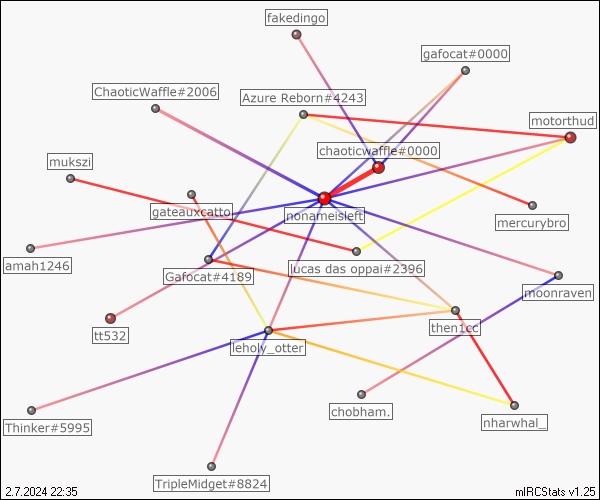 fakedingo
gafocat#0000
ChaoticWaffle#2006
Azure Reborn#4243
motorthud
chaoticwaffle#0000
mukszi
gateauxcatto
nonameisleft
mercurybro
amah1246
Gafocat#4189
lucas das oppai#2396
moonraven
tt532
leholy_otter
then1cc
chobham.
nharwhal_
Thinker#5995
TripleMidget#8824
2.7.2024 22:35
mIRCStats v1.25